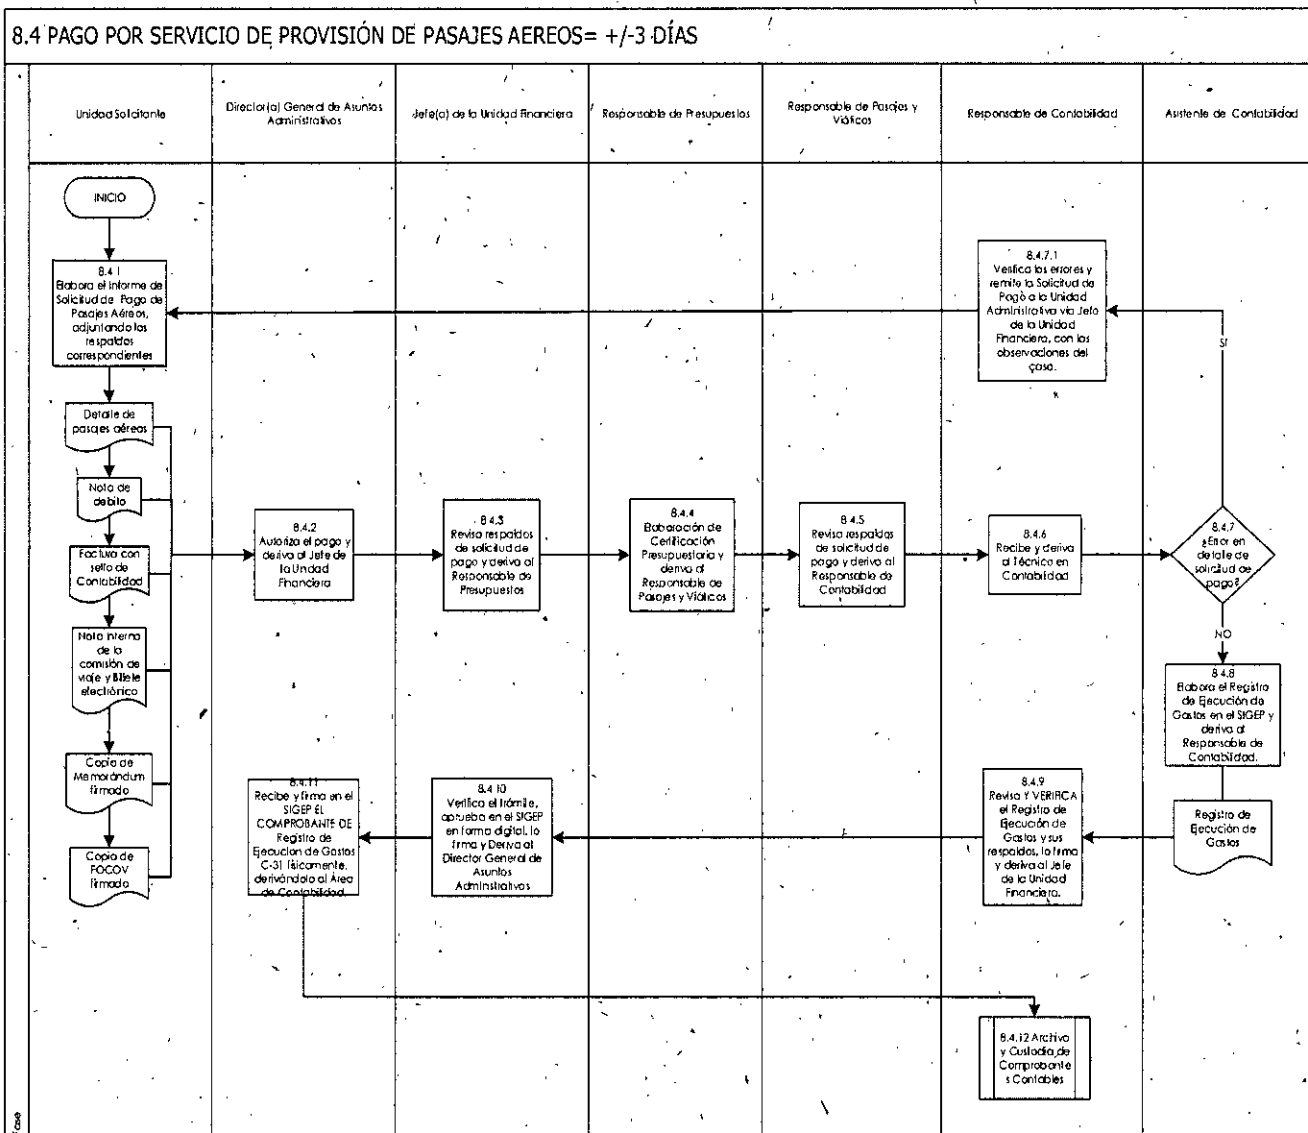 8.4 PAGO POR SERVICIO DE PROVISIÓN DE PASAJES AEREOS= +/-3 DÍAS
Unidad Solicitante
Director(a) General de Asuntos
Administrativos
Jefe(a) de la Unidad Financiera
Responsable de Presupuestos
Responsable de Pasajes y
Viáticos
Responsable de Contabilidad
Asistente de Contabilidad
INICIO
8.4.1
Elabora el Informe de
Solicitud de Pago de
Pasajes Aéreos,
adjuntando los
respaldos
correspondientes
8.4.7.1
Verifica los errores y
remite la Solicitud de
Pago a la Unidad
Administrativa via Jefe
de la Unidad
Financiera, con las
observaciones del
caso.
SI
Detalle de
pasajes aéreos
Nota de
debito
Factura con
sello de
Contabilidad
Nota interna
de la
comisión de
viaje y Billete
electrónico
Copia de
Memorándum
firmado
Copia de
FOCOV
firmado
8.4.2
Autoriza el pago y
deriva al Jefe de
la Unidad
Financiera
8.4.3
Revisa respaldos
de solicitud de
pago y deriva al
Responsable de
Presupuestos
8.4.4
Elaboración de
Certificación
Presupuestaria y
deriva al
Responsable de
Pasajes y Viáticos
8.4.5
Revisa respaldos
de solicitud de
pago y deriva al
Responsable de
Contabilidad
8.4.6
Recibe y deriva
al Técnico en
Contabilidad
8.4.7
¿Error en
detalle de
solicitud de
pago?
NO
8.4.8
Elabora el Registro
de Ejecución de
Gastos en el SIGEP y
deriva al
Responsable de
Contabilidad.
Registro de
Ejecución de
Gastos
8.4.9
Revisa Y VERIFICA
el Registro de
Ejecución de
Gastos y sus
respaldos, lo firma
y deriva al Jefe
de la Unidad
Financiera.
8.4.10
Verifica el trámite,
aprueba en el SIGEP
en forma digital, lo
firma y Deriva al
Director General de
Asuntos
Administrativos
8.4.11
Recibe y firma en el
SIGEP EL
COMPROBANTE DE
Registro de
Ejecucion de Gastos
C-31 físicamente,
derivándolo al Área
de Contabilidad.
8.4.12 Archivo
y Custodia de
Comprobante
s Contables
Fase